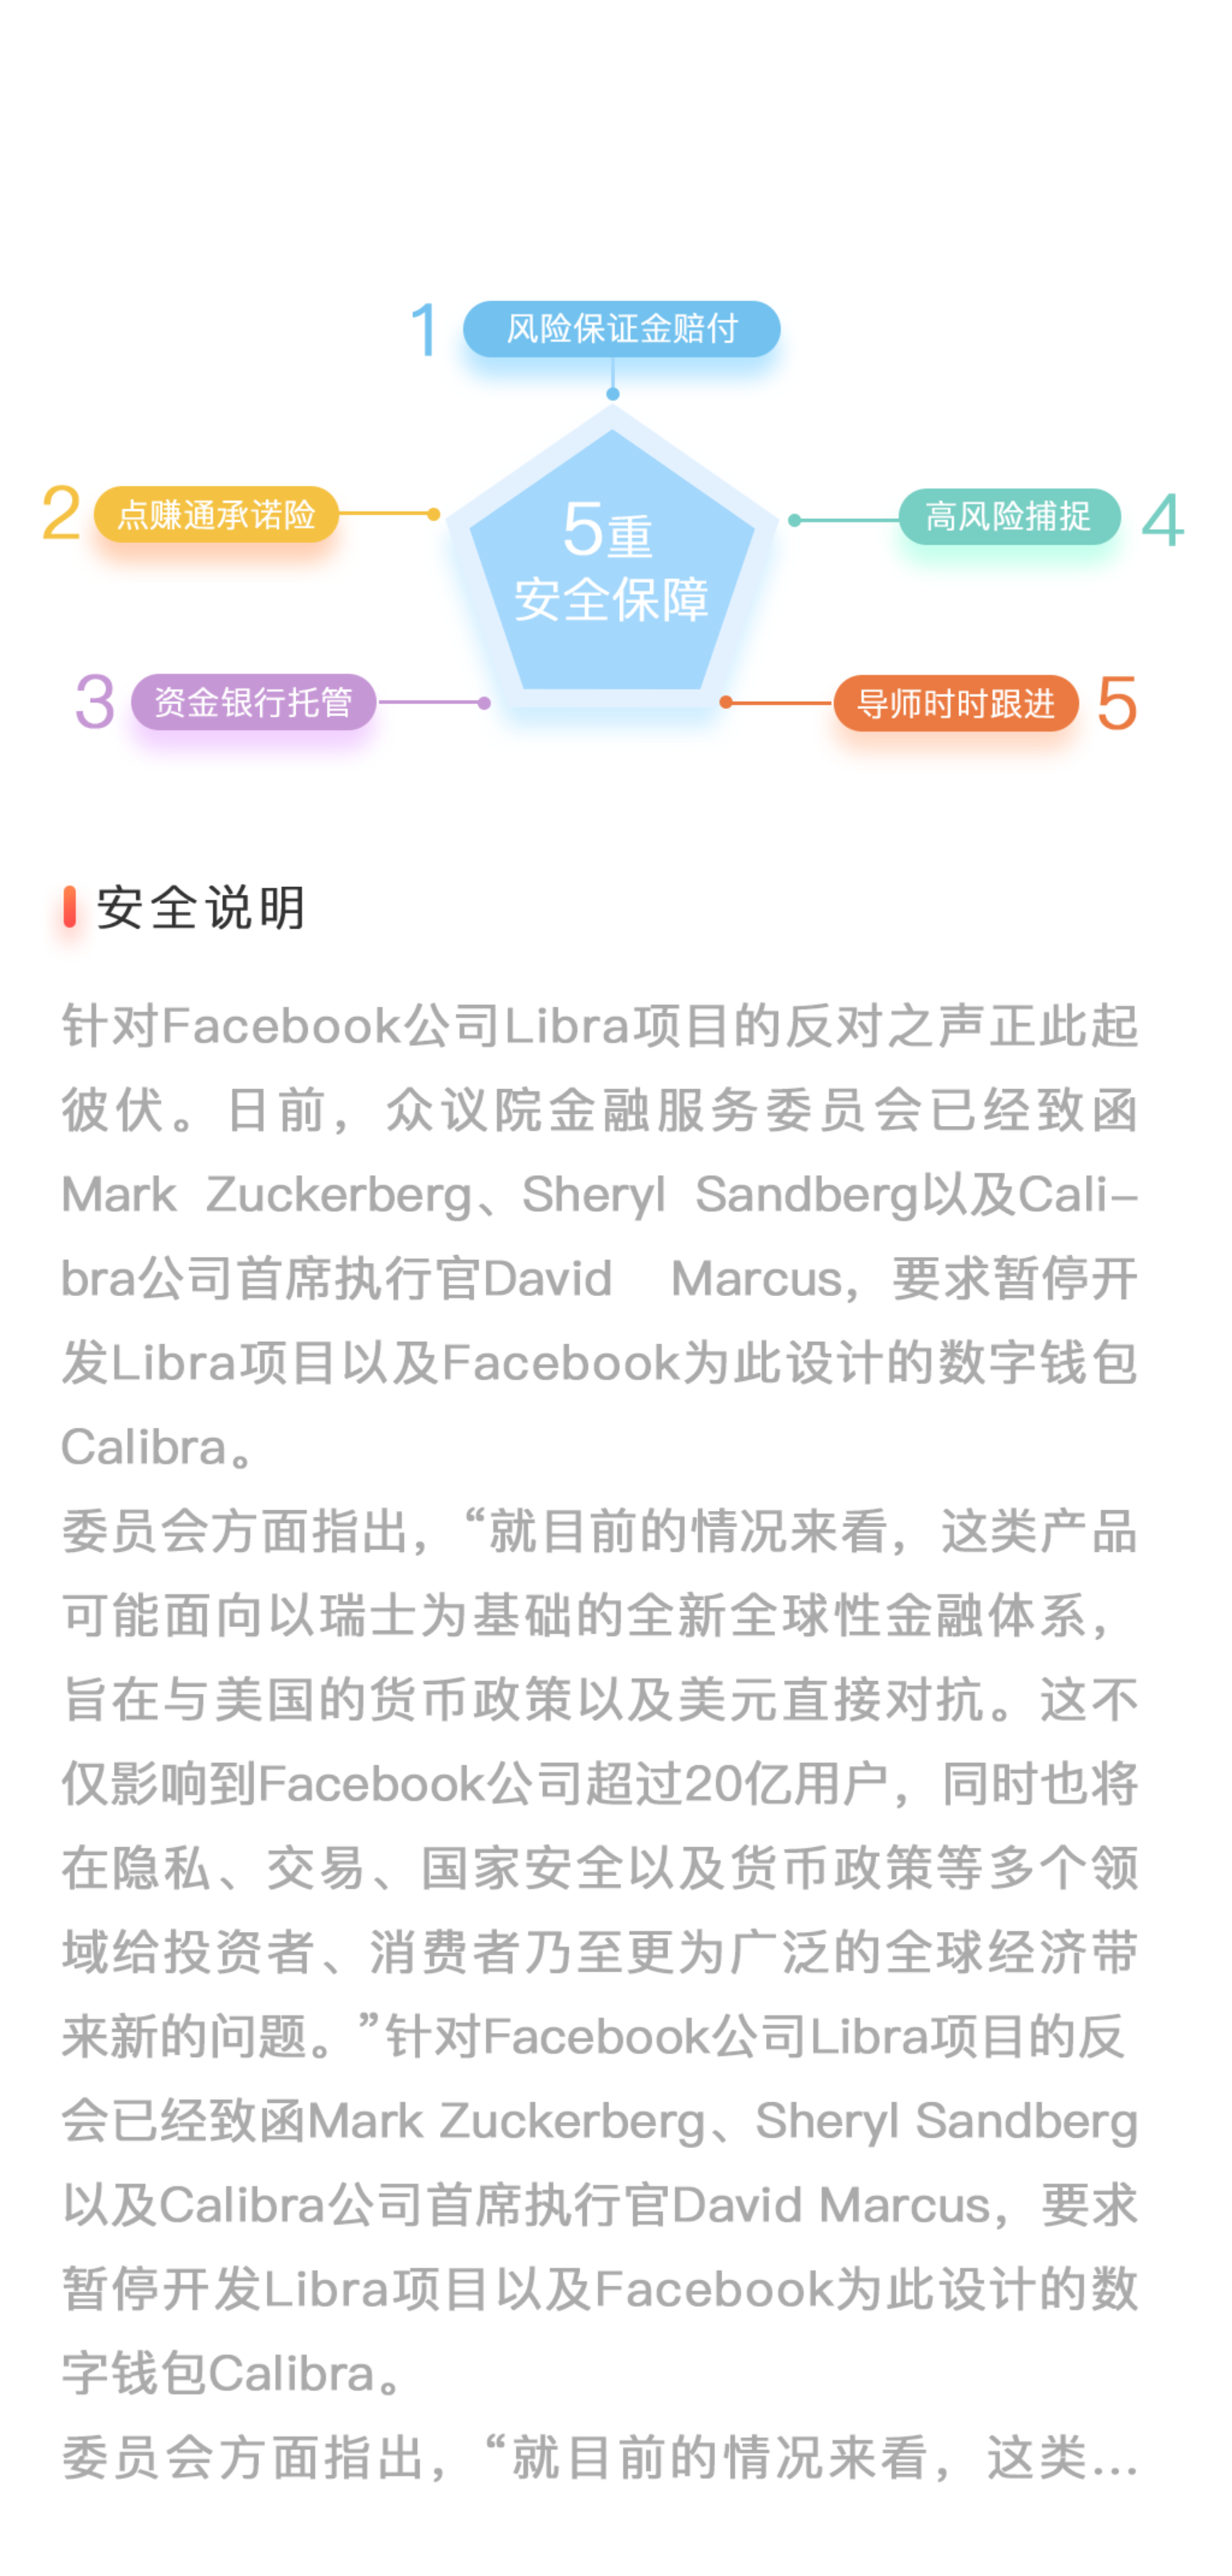 1 风险保证金赔付
2 点赚通承诺险
高风险捕捉 4
5重
安全保障
3 资金银行托管
导师时时跟进 5
安全说明
针对Facebook公司Libra项目的反对之声正此起
彼伏。日前，众议院金融服务委员会已经致函
Mark Zuckerberg、Sheryl Sandberg以及Cali-
bra公司首席执行官David Marcus，要求暂停开
发Libra项目以及Facebook为此设计的数字钱包
Calibra。
委员会方面指出，“就目前的情况来看，这类产品
可能面向以瑞士为基础的全新全球性金融体系，
旨在与美国的货币政策以及美元直接对抗。这不
仅影响到Facebook公司超过20亿用户，同时也将
在隐私、交易、国家安全以及货币政策等多个领
域给投资者、消费者乃至更为广泛的全球经济带
来新的问题。”针对Facebook公司Libra项目的反
会已经致函Mark Zuckerberg、Sheryl Sandberg
以及Calibra公司首席执行官David Marcus，要求
暂停开发Libra项目以及Facebook为此设计的数
字钱包Calibra。
委员会方面指出，“就目前的情况来看，这类...